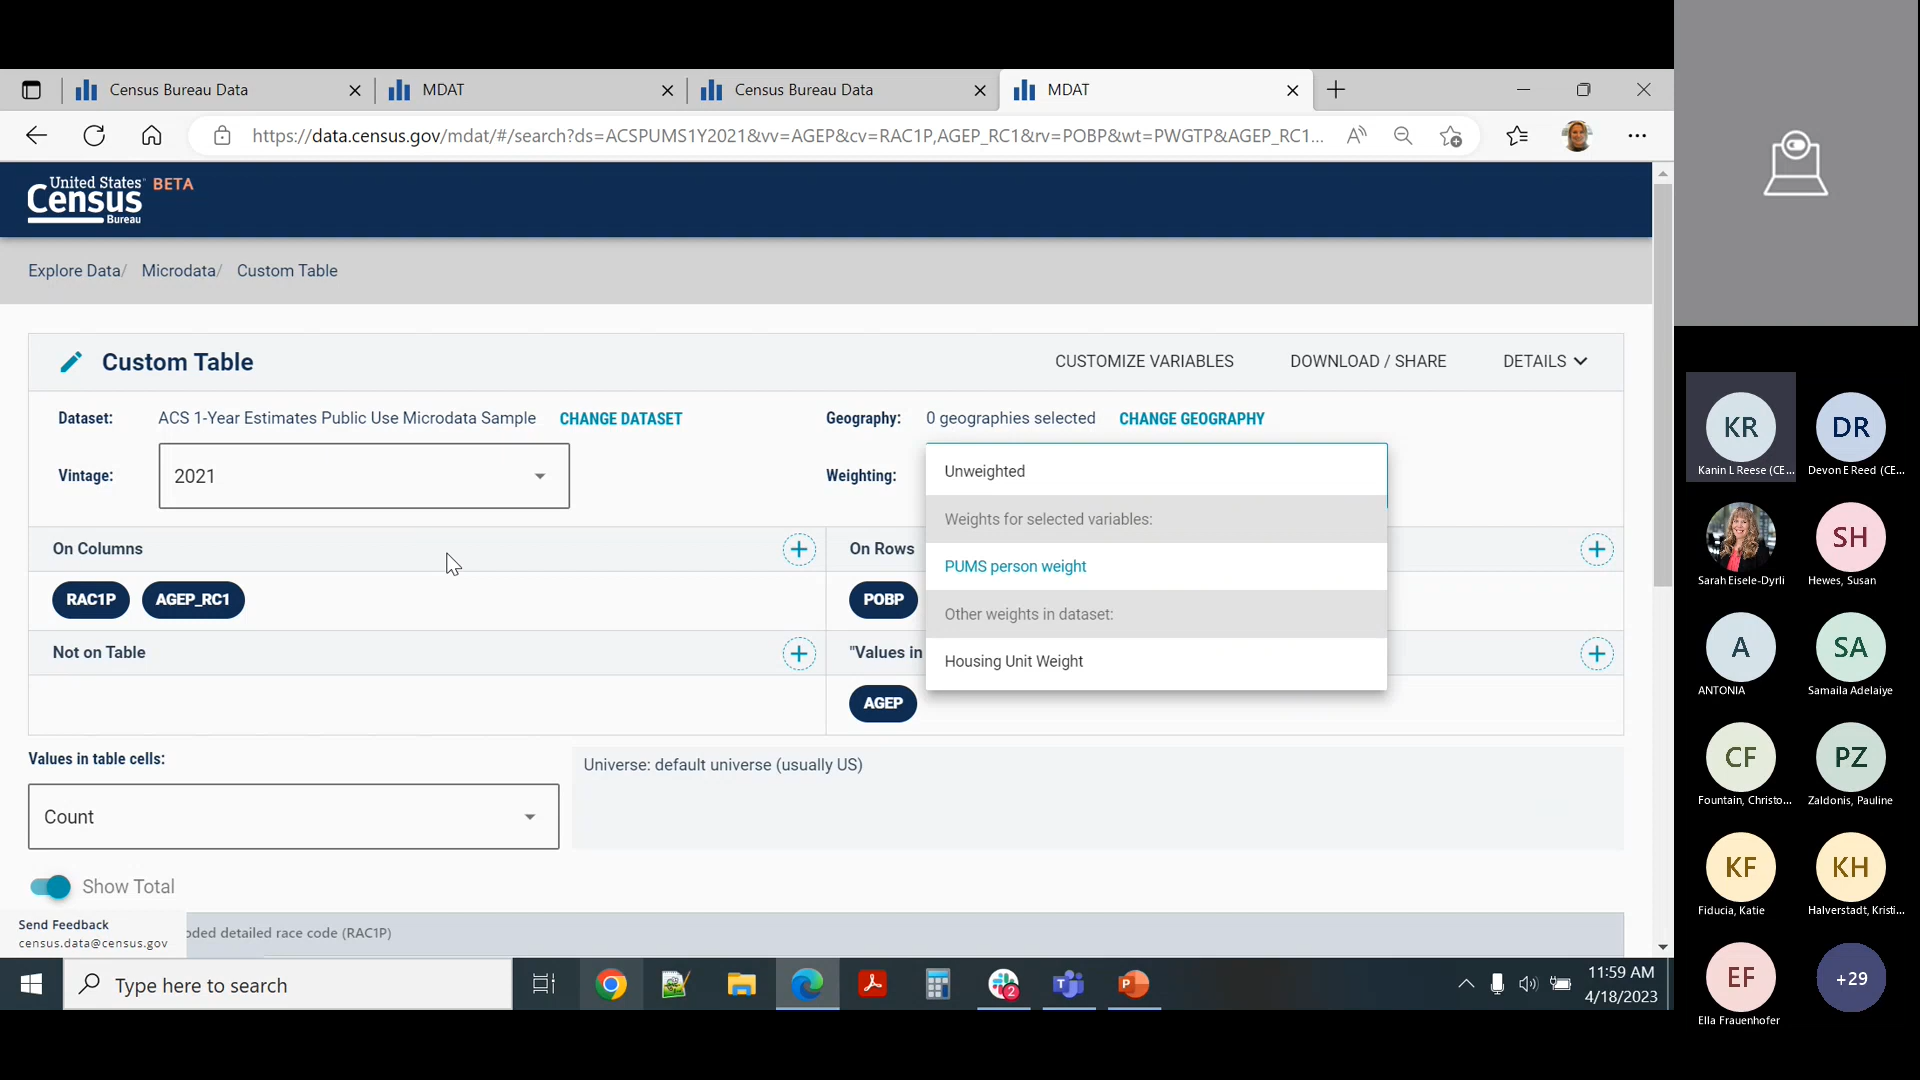 Census Bureau Data
MDAT
Census Bureau Data
MDAT
https://data.census.gov/mdat/#/search?ds=ACSPUMS1Y2021&vv=AGEP&cv=RAC1P,AGEP_RC1&rv=POBP&wt=PWGTP&AGEP_RC1...
United States
Census
Bureau
BETA
Explore Data/ Microdata/ Custom Table
Custom Table
CUSTOMIZE VARIABLES
DOWNLOAD / SHARE
DETAILS
Dataset: ACS 1-Year Estimates Public Use Microdata Sample CHANGE DATASET
Geography: 0 geographies selected CHANGE GEOGRAPHY
Vintage: 2021
Weighting:
Unweighted
Weights for selected variables:
PUMS person weight
Other weights in dataset:
Housing Unit Weight
On Columns
On Rows
RAC1P AGEP_RC1
POBP
Not on Table
"Values in
AGEP
Values in table cells:
Universe: default universe (usually US)
Count
Show Total
Send Feedback
census.data@census.gov
oded detailed race code (RAC1P)
Type here to search
2
11:59 AM
4/18/2023
KR
Kanin L Reese (CE...
DR
Devon E Reed (CE...
Sarah Eisele-Dyrli
SH
Hewes, Susan
A
ANTONIA
SA
Samaila Adelaiye
CF
Fountain, Christo...
PZ
Zaldonis, Pauline
KF
Fiducia, Katie
KH
Halverstadt, Kristi...
EF
Ella Frauenhofer
+29